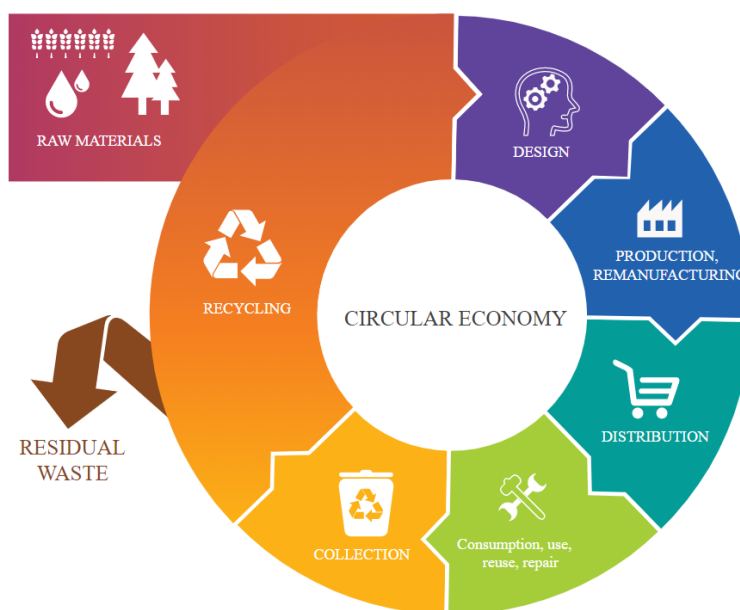 RAW MATERIALS
DESIGN
PRODUCTION,
REMANUFACTURING
RECYCLING
CIRCULAR ECONOMY
DISTRIBUTION
RESIDUAL
WASTE
COLLECTION
Consumption, use,
reuse, repair